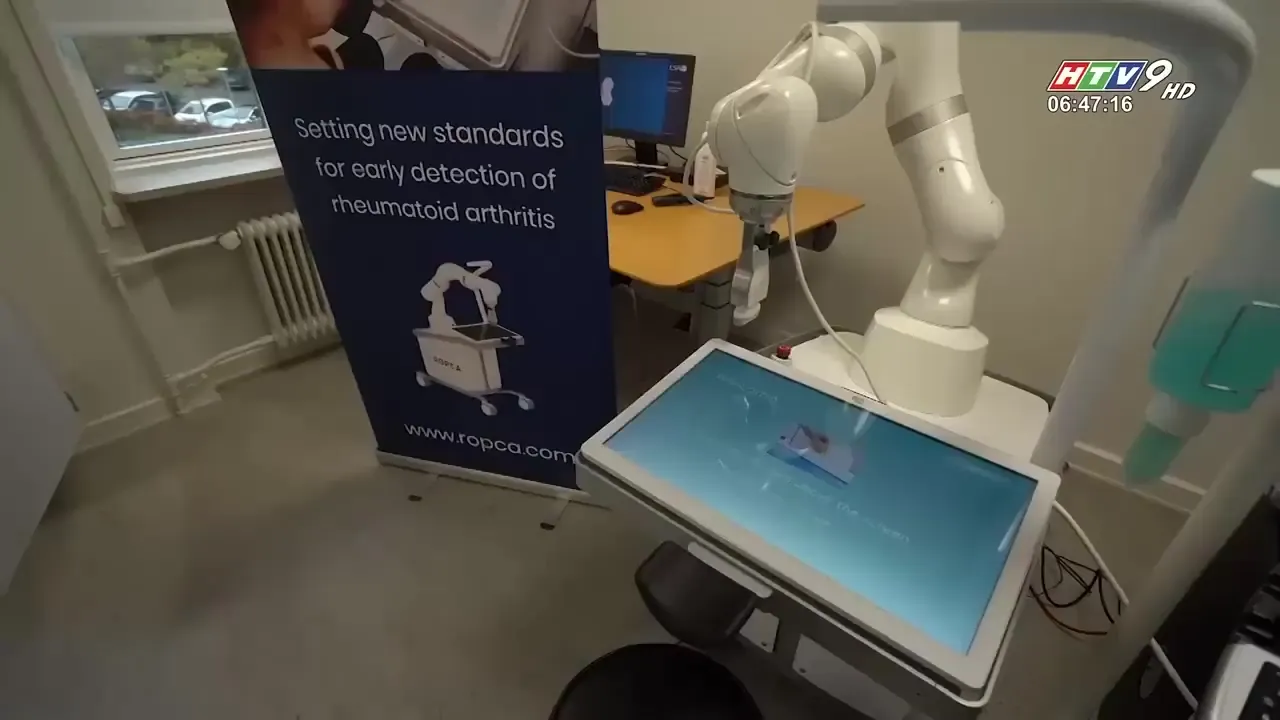 HTV9 HD
06:47:16
Setting new standards
for early detection of
rheumatoid arthritis
ROPCA
www.ropca.com